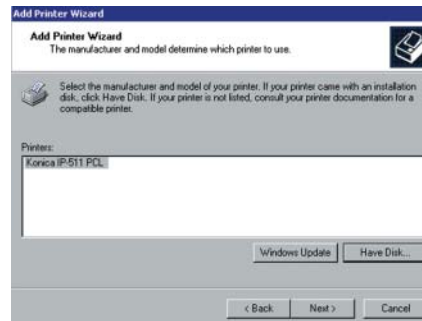 Add Printer Wizard
Add Printer Wizard
The manufacturer and model determine which printer to use.
Select the manufacturer and model of your printer. If your printer came with an installation
disk, click Have Disk. If your printer is not listed, consult your printer documentation for a
compatible printer.
Printers:
Konica IP-511 PCL
Windows Update
Have Disk...
< Back
Next >
Cancel